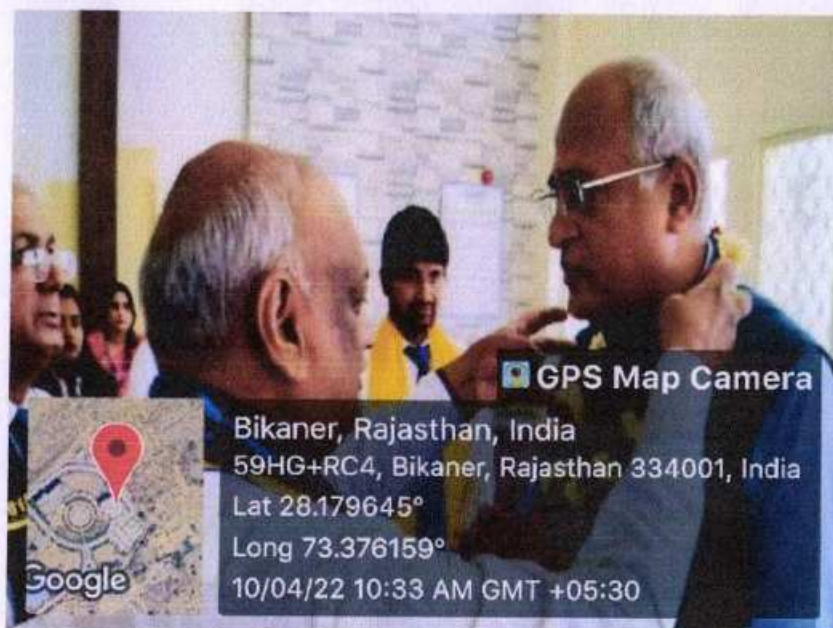 GPS Map Camera
Bikaner, Rajasthan, India
59HG+RC4, Bikaner, Rajasthan 334001, India
Lat 28.179645°
Long 73.376159°
10/04/22 10:33 AM GMT +05:30
Google